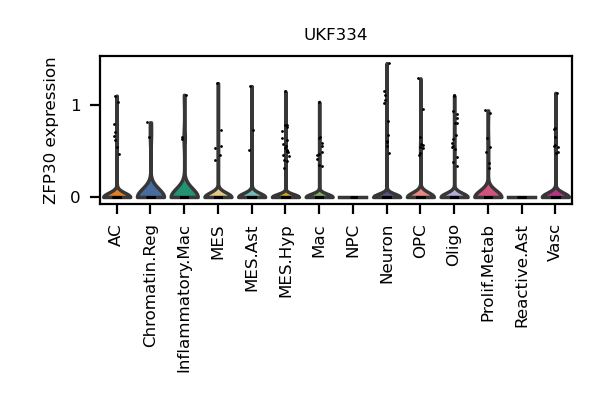 UKF334
ZFP30 expression
1
0
AC
Chromatin.Reg
Inflammatory.Mac
MES
MES.Ast
MES.Hyp
Mac
NPC
Neuron
OPC
Oligo
Prolif.Metab
Reactive.Ast
Vasc